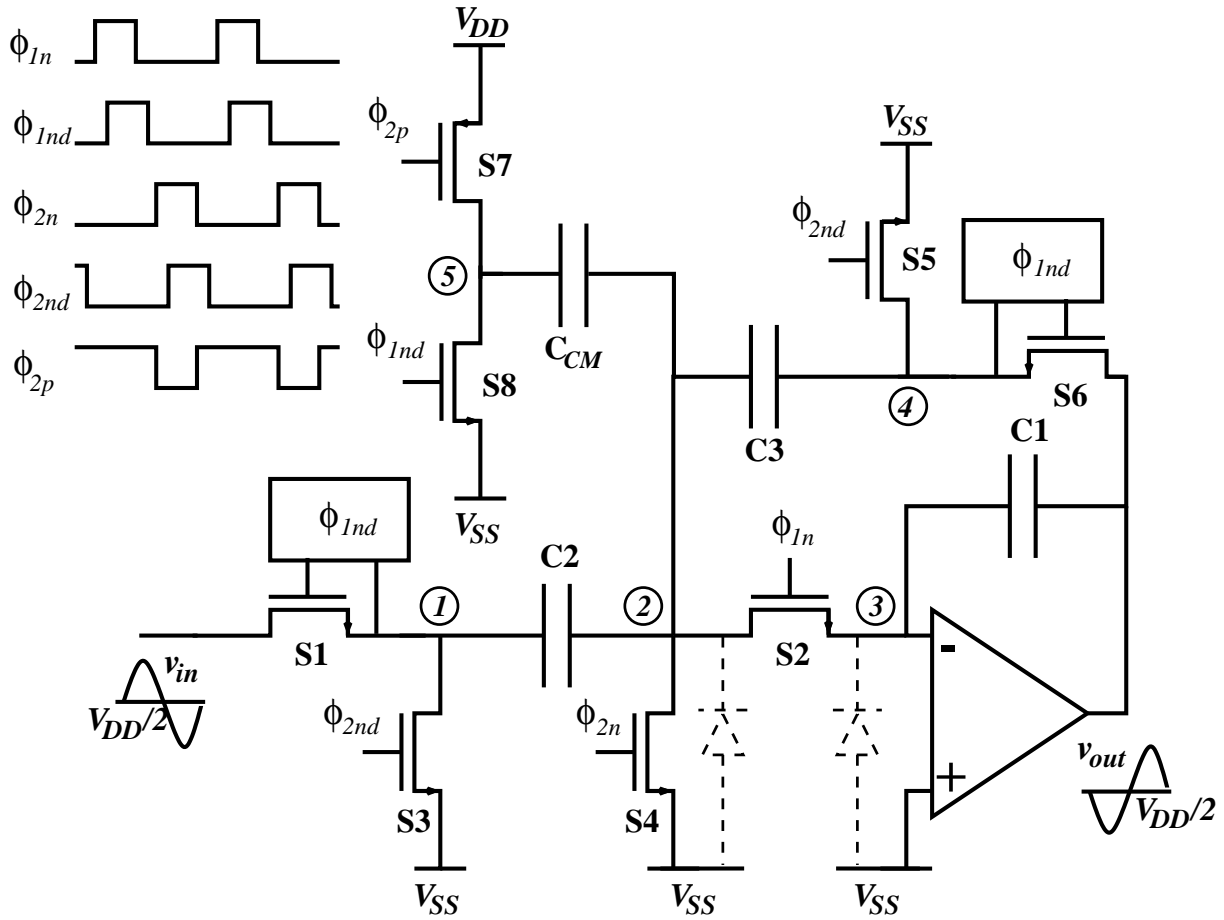 ϕ1n
ϕ1nd
ϕ2n
ϕ2nd
ϕ2p
VDD
ϕ2p
S7
5
CCM
ϕ1nd
S8
VSS
VSS
ϕ2nd
S5
ϕ1nd
S6
4
C3
C1
ϕ1nd
S1
vin
VDD/2
1
C2
2
ϕ1n
S2
3
ϕ2nd
S3
VSS
ϕ2n
S4
VSS
VSS
-
+
vout
VDD/2